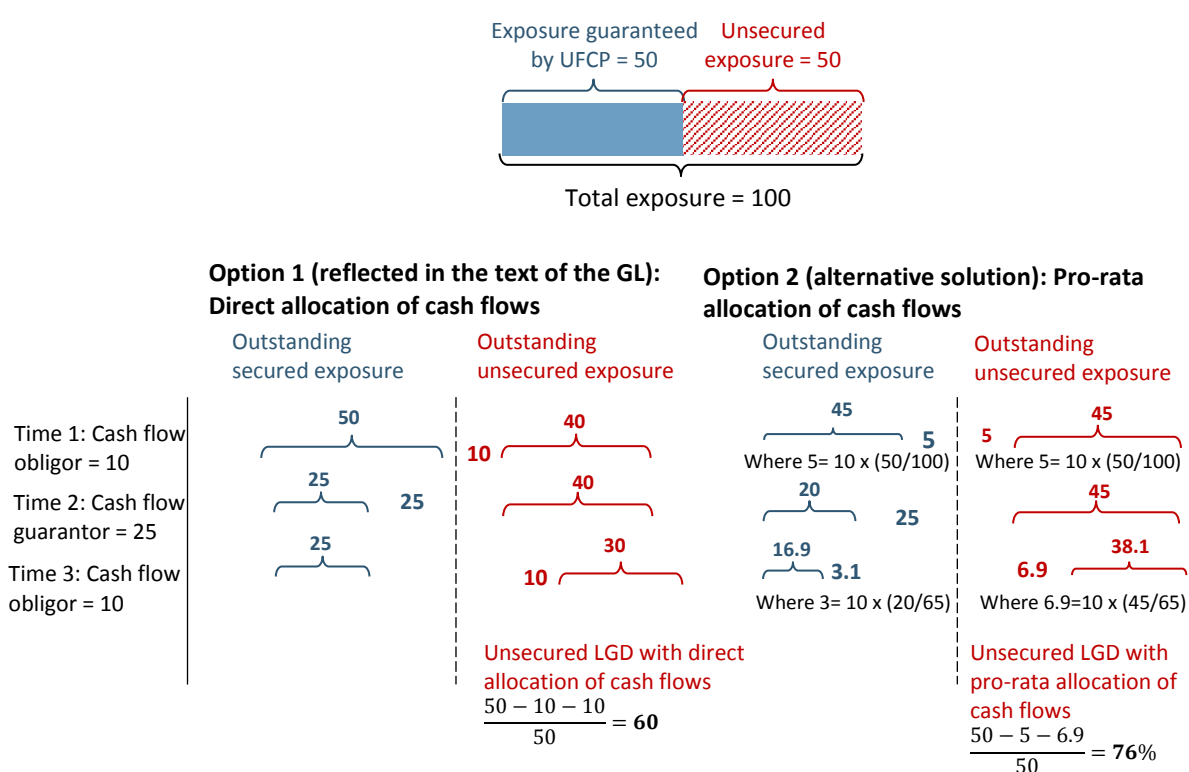 Exposure guaranteed
by UFCP = 50
Unsecured
exposure = 50
Total exposure = 100
Option 1 (reflected in the text of the GL):
Direct allocation of cash flows
Option 2 (alternative solution): Pro-rata
allocation of cash flows
Outstanding
secured exposure
Outstanding
unsecured exposure
Outstanding
secured exposure
Outstanding
unsecured exposure
Time 1: Cash flow
obligor = 10
50
10
40
45
5
Where 5= 10 x (50/100)
5
45
Where 5= 10 x (50/100)
Time 2: Cash flow
guarantor = 25
25
25
40
20
25
45
Time 3: Cash flow
obligor = 10
25
10
30
16.9
3.1
Where 3= 10 x (20/65)
6.9
38.1
Where 6.9=10 x (45/65)
Unsecured LGD with direct
allocation of cash flows
50 − 10 − 10
50
= 60
Unsecured LGD with
pro-rata allocation of
cash flows
50 − 5 − 6.9
50
= 76%